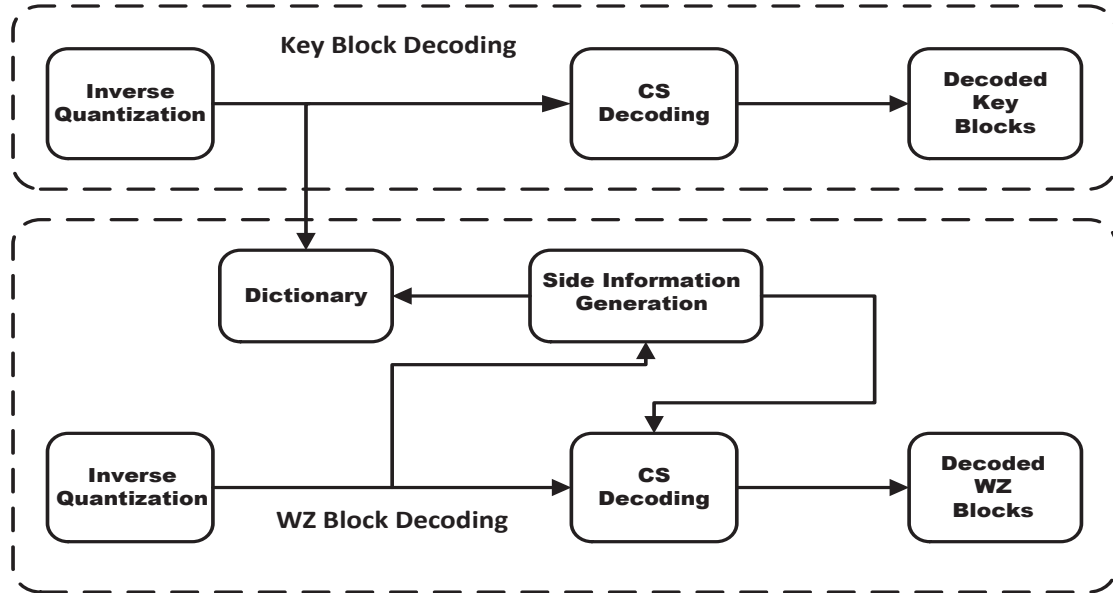 Key Block Decoding
Inverse
Quantization
CS
Decoding
Decoded
Key
Blocks
Dictionary
Side Information
Generation
Inverse
Quantization
WZ Block Decoding
CS
Decoding
Decoded
WZ
Blocks